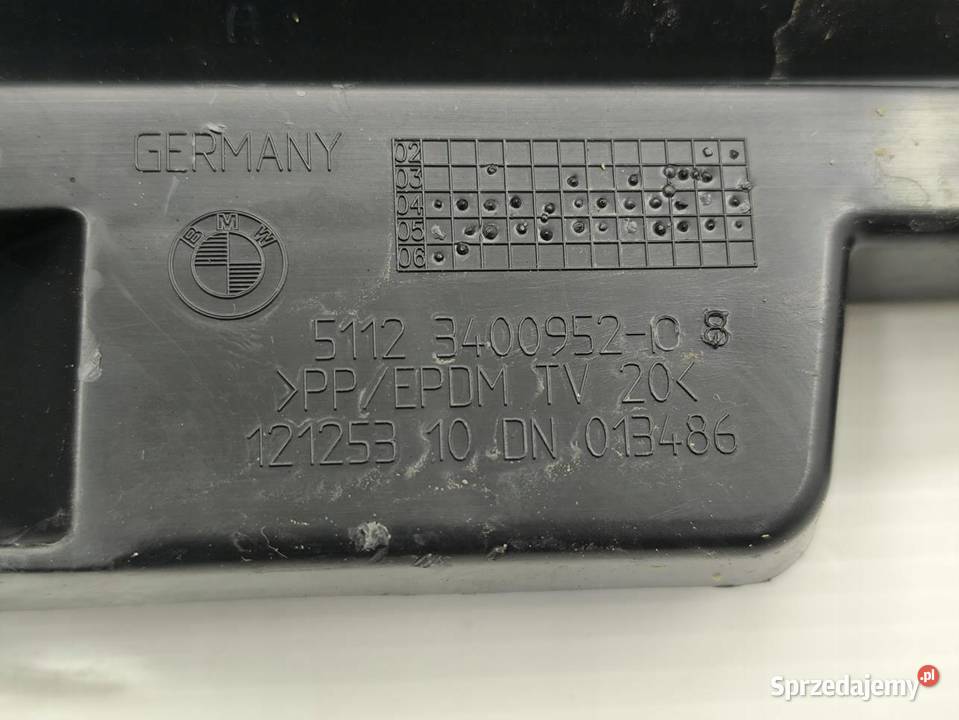 GERMANY
02
03
04
05
06
BMW
5112 3400952-10 8
>PP/EPDM TV 20<
121253 10 DN 013486
Sprzedajemy.pl